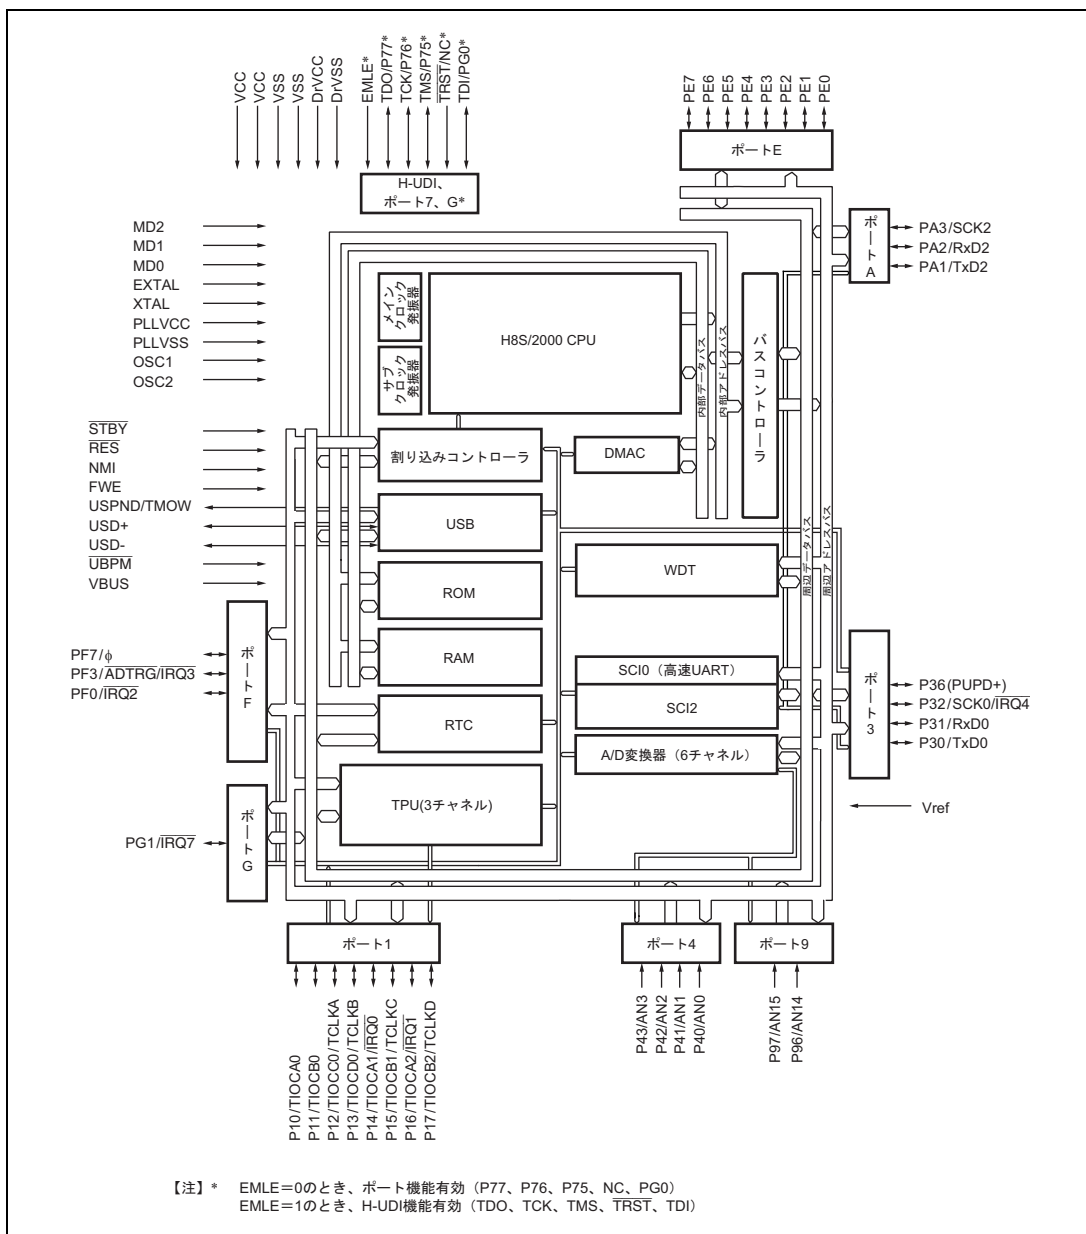 VCC
VCC
VSS
VSS
DrVCC
DrVSS
EMLE*
TDO/P77*
TCK/P76*
TMS/P75*
TRST/NC*
TDI/PG0*
PE7
PE6
PE5
PE4
PE3
PE2
PE1
PE0
ポートE
H-UDI、
ポート7、G*
MD2
MD1
MD0
EXTAL
XTAL
PLLVCC
PLLVSS
OSC1
OSC2
STBY
RES
NMI
FWE
USPND/TMOW
USD+
USD-
UBPM
VBUS
ポートA
PA3/SCK2
PA2/RxD2
PA1/TxD2
メインクロック発振器
サブクロック発振器
H8S/2000 CPU
内部データバス
内部アドレスバス
バスコントローラ
割り込みコントローラ
DMAC
USB
WDT
周辺データバス
周辺アドレスバス
ROM
RAM
SCI0(高速UART)
SCI2
RTC
A/D変換器(6チャネル)
TPU(3チャネル)
ポートF
PF7/φ
PF3/ADTRG/IRQ3
PF0/IRQ2
ポートG
PG1/IRQ7
ポート3
P36(PUPD+)
P32/SCK0/IRQ4
P31/RxD0
P30/TxD0
Vref
ポート1
ポート4
ポート9
P10/TIOCA0
P11/TIOCB0
P12/TIOCC0/TCLKA
P13/TIOCD0/TCLKB
P14/TIOCA1/IRQ0
P15/TIOCB1/TCLKC
P16/TIOCA2/IRQ1
P17/TIOCB2/TCLKD
P43/AN3
P42/AN2
P41/AN1
P40/AN0
P97/AN15
P96/AN14
【注】* EMLE=0のとき、ポート機能有効(P77、P76、P75、NC、PG0)
EMLE=1のとき、H-UDI機能有効(TDO、TCK、TMS、TRST、TDI)